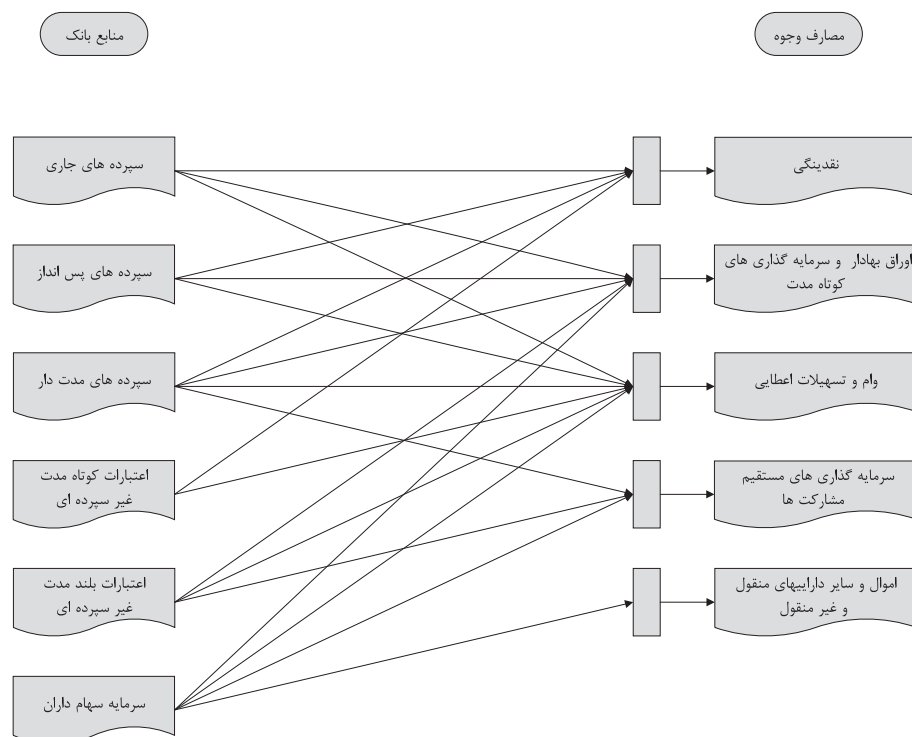 مصارف وجوه
منابع بانک
سپرده های جاری
نقدینگی
سپرده های پس انداز
اوراق بهادار و سرمایه گذاری های
کوتاه مدت
سپرده های مدت دار
وام و تسهیلات اعطایی
اعتبارات کوتاه مدت
غیر سپرده ای
سرمایه گذاری های مستقیم
مشارکت ها
اعتبارات بلند مدت
غیر سپرده ای
اموال و سایر داراییهای منقول
و غیر منقول
سرمایه سهام داران